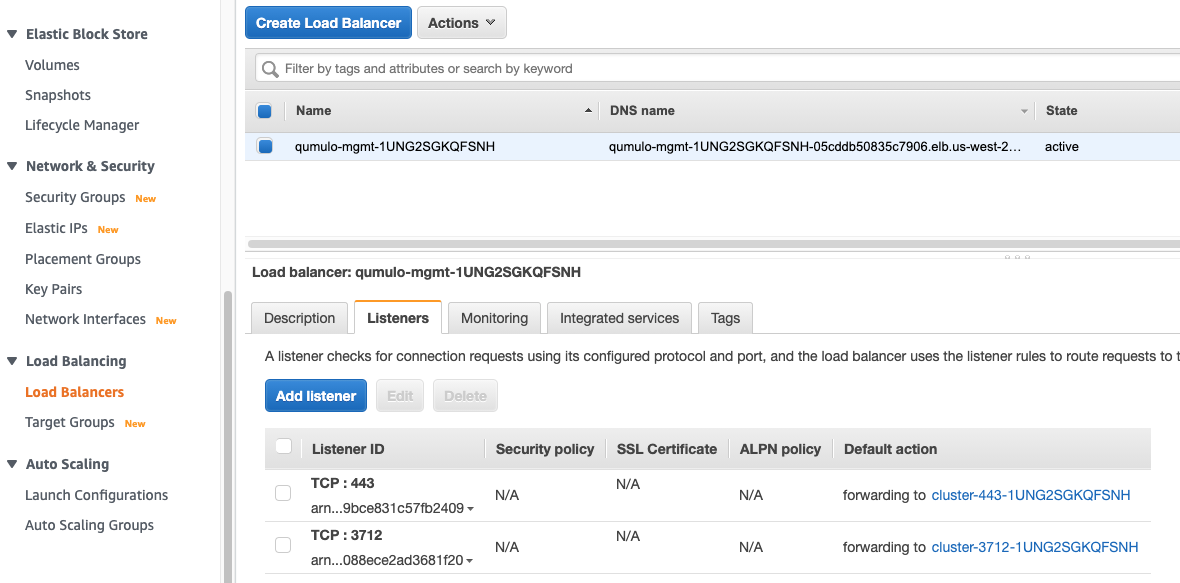 Elastic Block Store
Volumes
Snapshots
Lifecycle Manager
Network & Security
Security Groups New
Elastic IPs New
Placement Groups
Key Pairs
Network Interfaces New
Load Balancing
Load Balancers
Target Groups New
Auto Scaling
Launch Configurations
Auto Scaling Groups
Create Load Balancer Actions
Filter by tags and attributes or search by keyword
Name DNS name State
qumulo-mgmt-1UNG2SGKQFSNH qumulo-mgmt-1UNG2SGKQFSNH-05cddb50835c7906.elb.us-west-2... active
Load balancer: qumulo-mgmt-1UNG2SGKQFSNH
Description Listeners Monitoring Integrated services Tags
A listener checks for connection requests using its configured protocol and port, and the load balancer uses the listener rules to route requests to t
Add listener Edit Delete
Listener ID Security policy SSL Certificate ALPN policy Default action
TCP : 443
arn...9bce831c57fb2409 N/A N/A N/A forwarding to cluster-443-1UNG2SGKQFSNH
TCP : 3712
arn...088ece2ad3681f20 N/A N/A N/A forwarding to cluster-3712-1UNG2SGKQFSNH